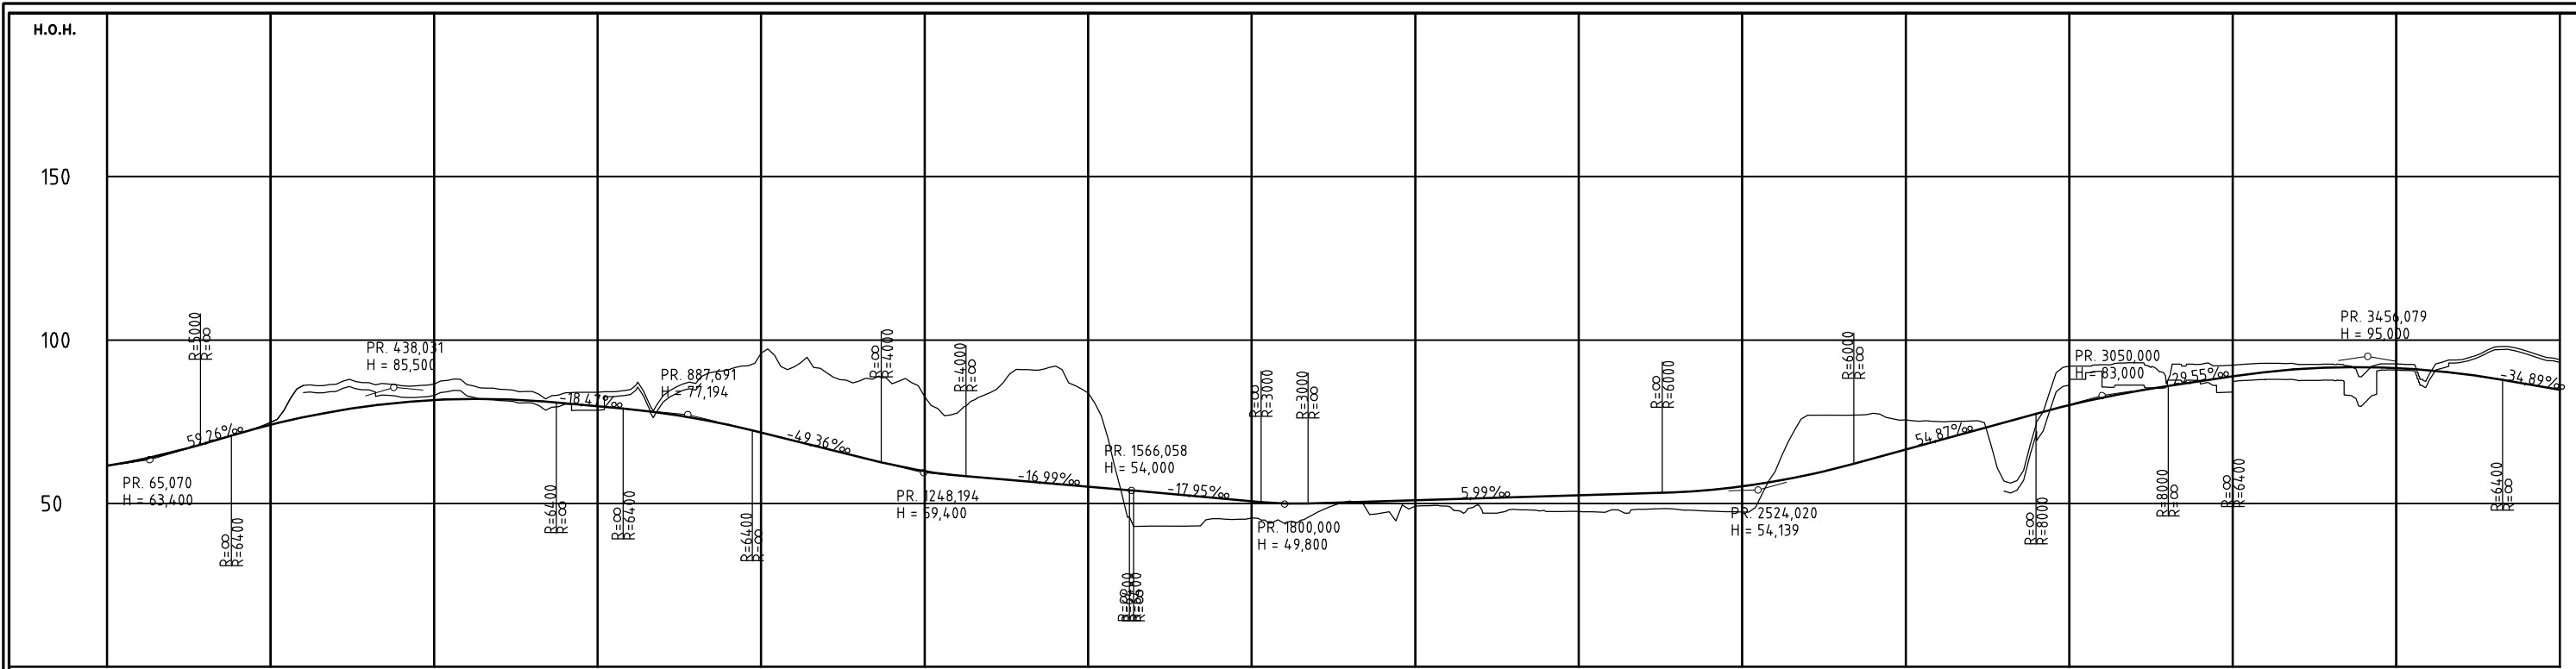 H.O.H.
150
100
50
R=5000
R=∞
59,26‰
PR. 65,070
H = 63,400
R=∞
R=6400
PR. 438,031
H = 85,500
R=6400
R=∞
-18,47‰
R=∞
R=6400
PR. 887,691
H = 77,194
R=6400
R=∞
-49,36‰
R=∞
R=4000
PR. 1248,194
H = 59,400
R=4000
R=∞
-16,99‰
PR. 1566,058
H = 54,000
R=∞
-17,95‰
R=∞
R=3000
R=3000
R=∞
PR. 1800,000
H = 49,800
5,99‰
R=∞
R=6000
PR. 2524,020
H = 54,139
R=6000
R=∞
54,87‰
R=∞
R=8000
PR. 3050,000
H = 83,000
R=8000
R=∞
29,55‰
R=∞
R=6400
PR. 3456,079
H = 95,000
R=6400
R=∞
-34,89‰